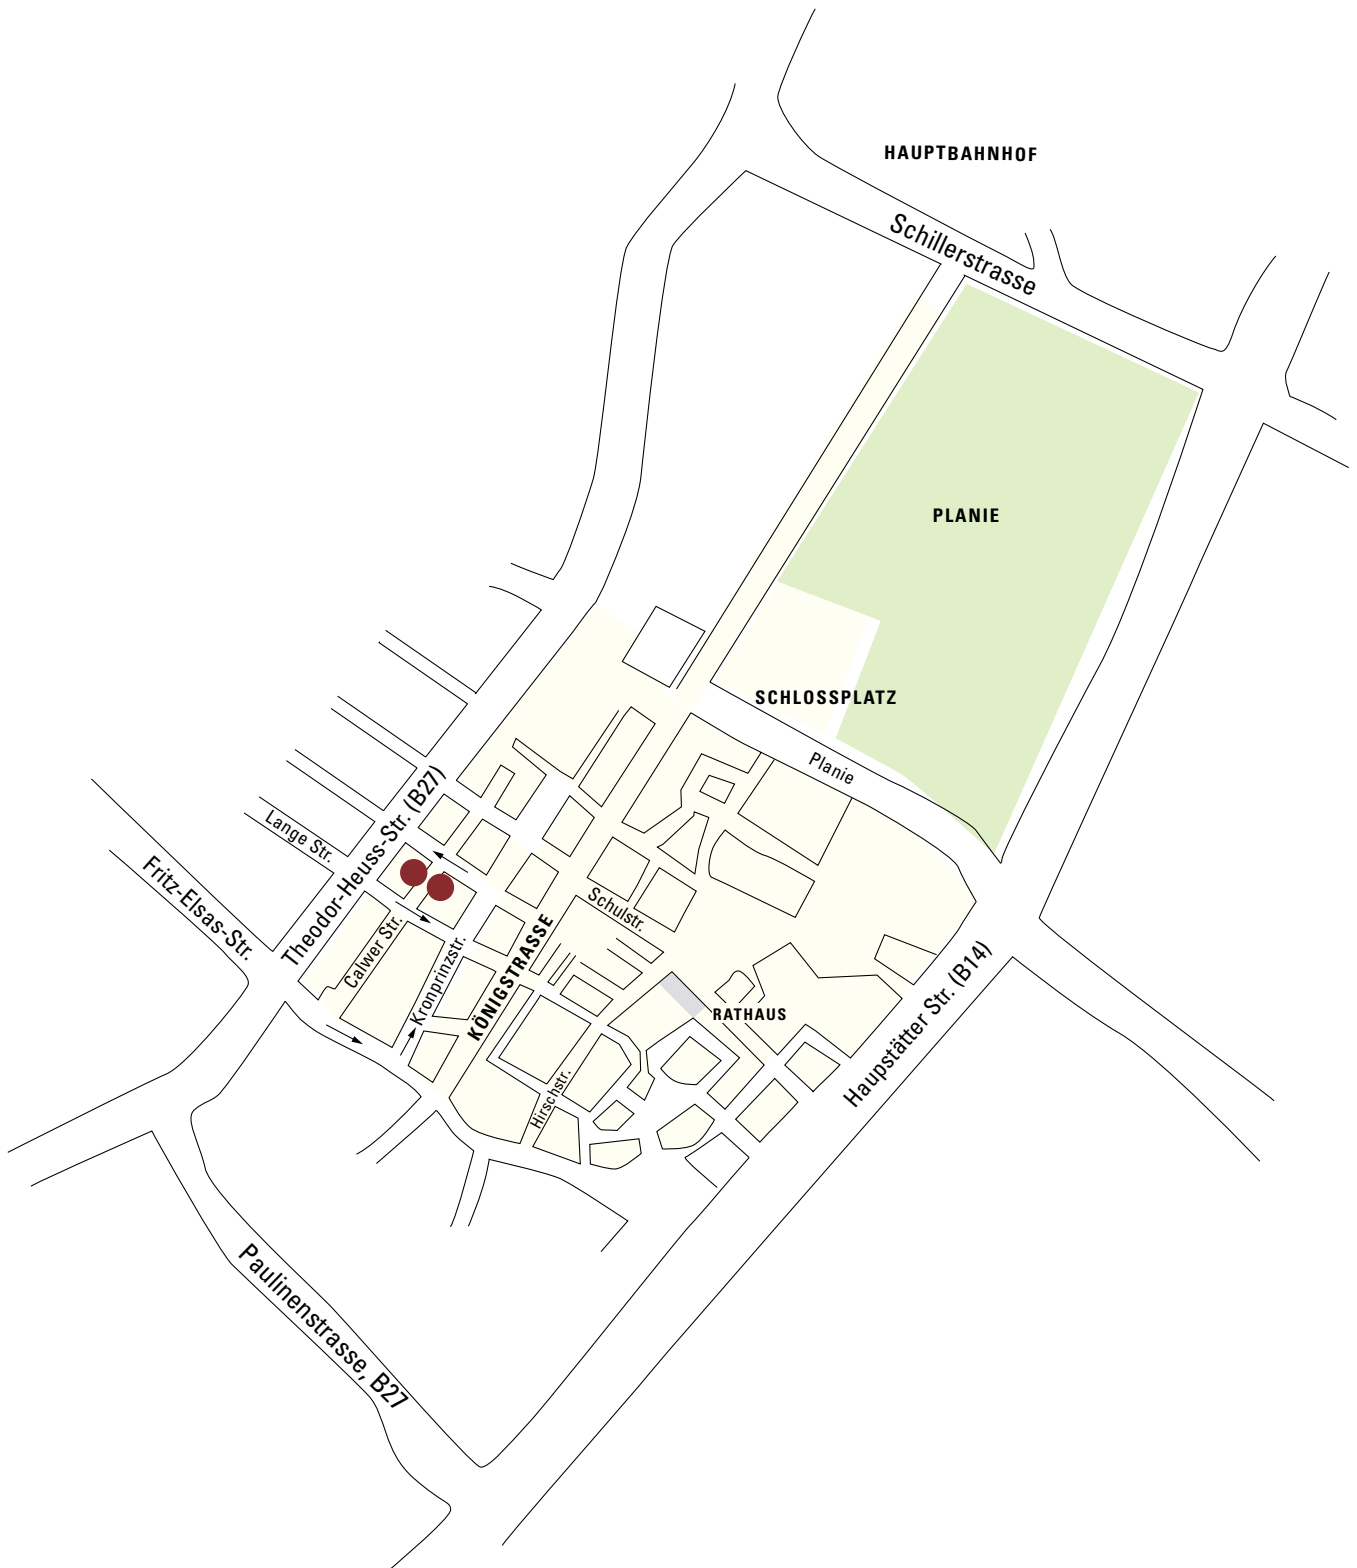 HAUPTBAHNHOF
Schillerstrasse
PLANIE
SCHLOSSPLATZ
Planie
Theodor-Heuss-Str. (B27)
Lange Str.
Fritz-Elsas-Str.
Calwer Str.
Kronprinzstr.
KÖNIGSTRASSE
Schulstr.
RATHAUS
Haupstätter Str. (B14)
Hirschstr.
Paulinenstrasse, B27